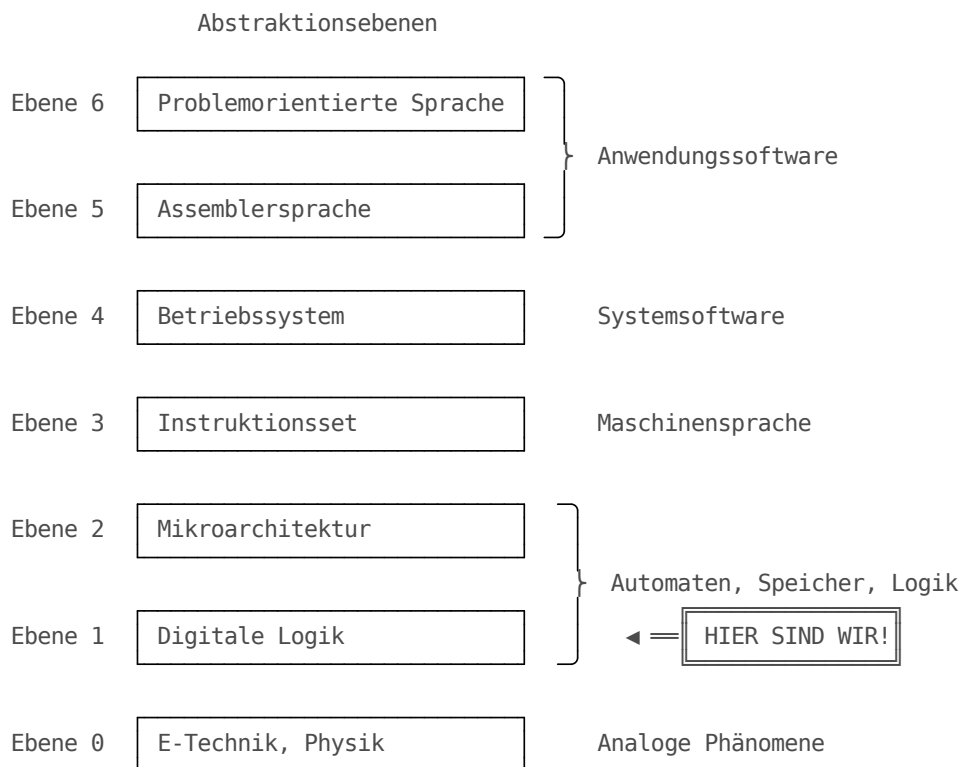 Abstraktionsebenen
Ebene 6 Problemorientierte Sprache
Anwendungssoftware
Ebene 5 Assemblersprache
Ebene 4 Betriebssystem Systemsoftware
Ebene 3 Instruktionsset Maschinensprache
Ebene 2 Mikroarchitektur
Automaten, Speicher, Logik
Ebene 1 Digitale Logik HIER SIND WIR!
Ebene 0 E-Technik, Physik Analoge Phänomene